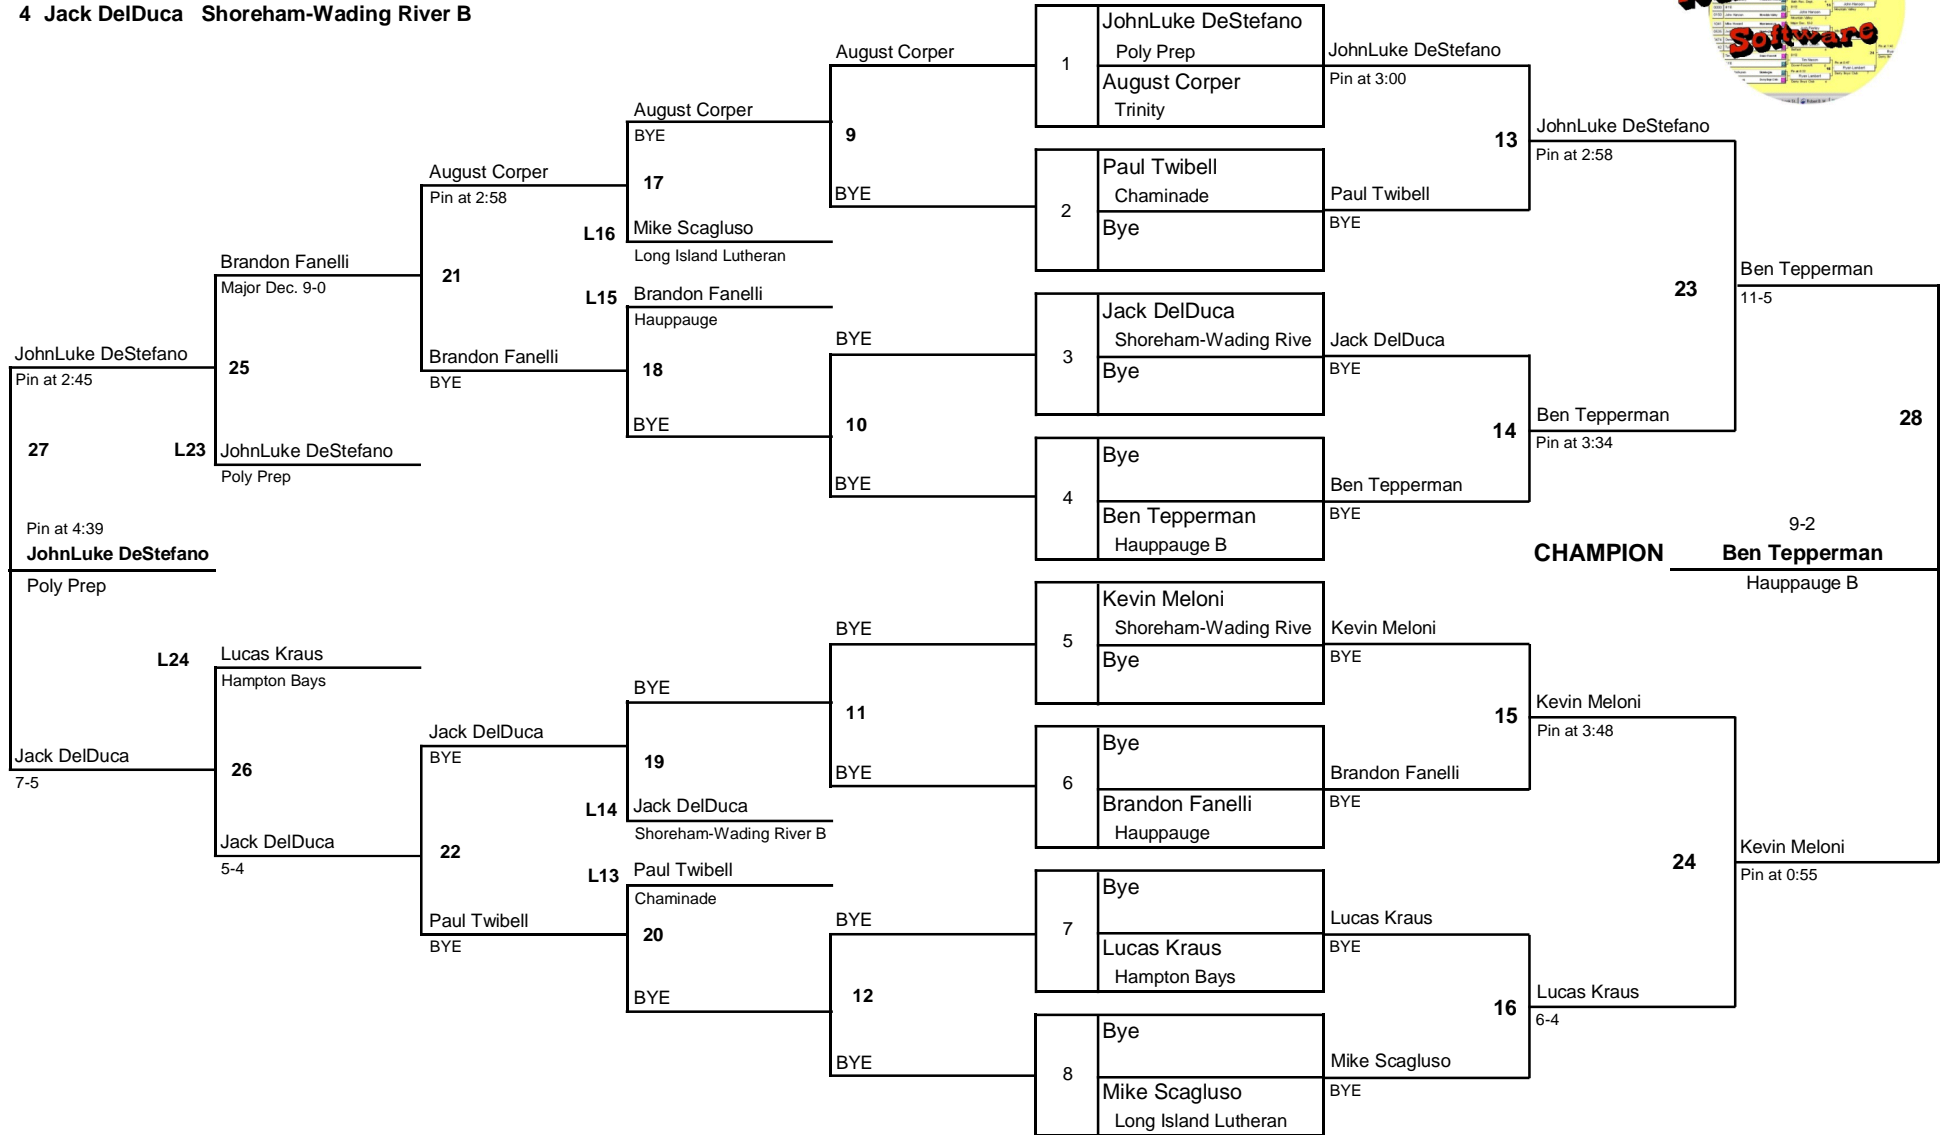 4 Jack DelDuca Shoreham-Wading River B
Software
August Corper
JohnLuke DeStefano
Poly Prep
1
August Corper
Trinity
JohnLuke DeStefano
Pin at 3:00
August Corper
BYE
9
13
JohnLuke DeStefano
Pin at 2:58
August Corper
Pin at 2:58
17
BYE
Paul Twibell
Chaminade
2
Bye
Paul Twibell
BYE
L16
Mike Scagluso
Long Island Lutheran
Brandon Fanelli
Major Dec. 9-0
21
L15
Brandon Fanelli
Hauppauge
23
Ben Tepperman
11-5
Jack DelDuca
Shoreham-Wading Rive
3
Bye
Jack DelDuca
BYE
BYE
JohnLuke DeStefano
Pin at 2:45
25
Brandon Fanelli
BYE
18
BYE
10
14
Ben Tepperman
Pin at 3:34
28
27
L23
JohnLuke DeStefano
Poly Prep
BYE
Bye
4
Ben Tepperman
Hauppauge B
Ben Tepperman
BYE
Pin at 4:39
JohnLuke DeStefano
Poly Prep
9-2
CHAMPION
Ben Tepperman
Hauppauge B
BYE
Kevin Meloni
Shoreham-Wading Rive
5
Bye
Kevin Meloni
BYE
L24
Lucas Kraus
Hampton Bays
BYE
11
15
Kevin Meloni
Pin at 3:48
Jack DelDuca
7-5
26
Jack DelDuca
BYE
19
BYE
Bye
6
Brandon Fanelli
Hauppauge
Brandon Fanelli
BYE
L14
Jack DelDuca
Shoreham-Wading River B
Jack DelDuca
5-4
22
L13
Paul Twibell
Chaminade
24
Kevin Meloni
Pin at 0:55
Paul Twibell
BYE
20
BYE
Bye
7
Lucas Kraus
Hampton Bays
Lucas Kraus
BYE
BYE
12
16
Lucas Kraus
6-4
BYE
Bye
8
Mike Scagluso
Long Island Lutheran
Mike Scagluso
BYE